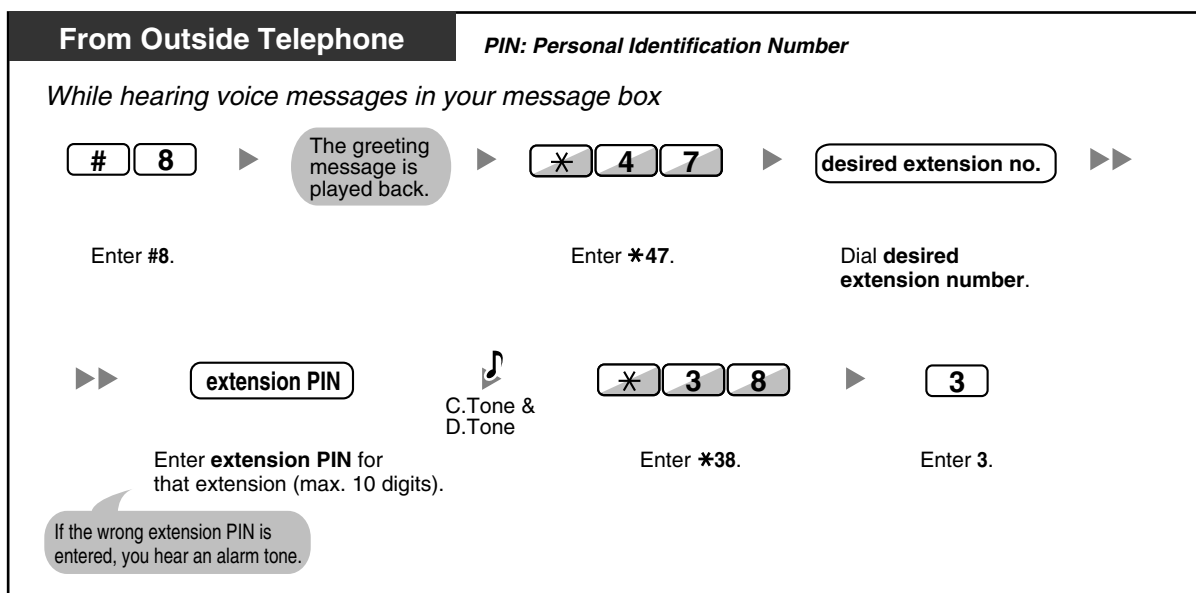 From Outside Telephone
PIN: Personal Identification Number
While hearing voice messages in your message box
# 8
The greeting
message is
played back.
* 4 7
desired extension no.
Enter #8.
Enter *47.
Dial desired
extension number.
extension PIN
C.Tone &
D.Tone
* 3 8
3
Enter extension PIN for
that extension (max. 10 digits).
Enter *38.
Enter 3.
If the wrong extension PIN is
entered, you hear an alarm tone.